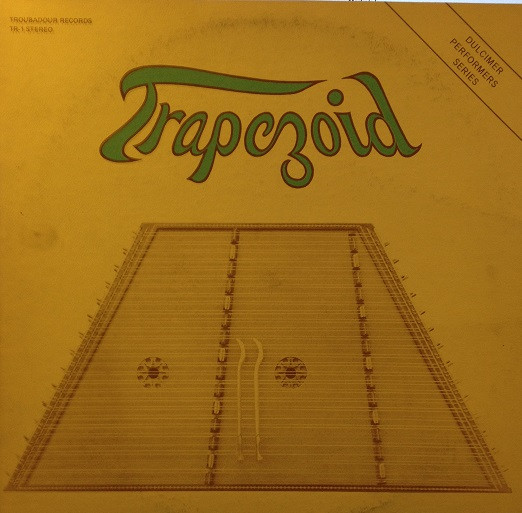 TROUBADOUR RECORDS
TR 1 STEREO
DULCIMER
PERFORMERS
SERIES
Trapezoid